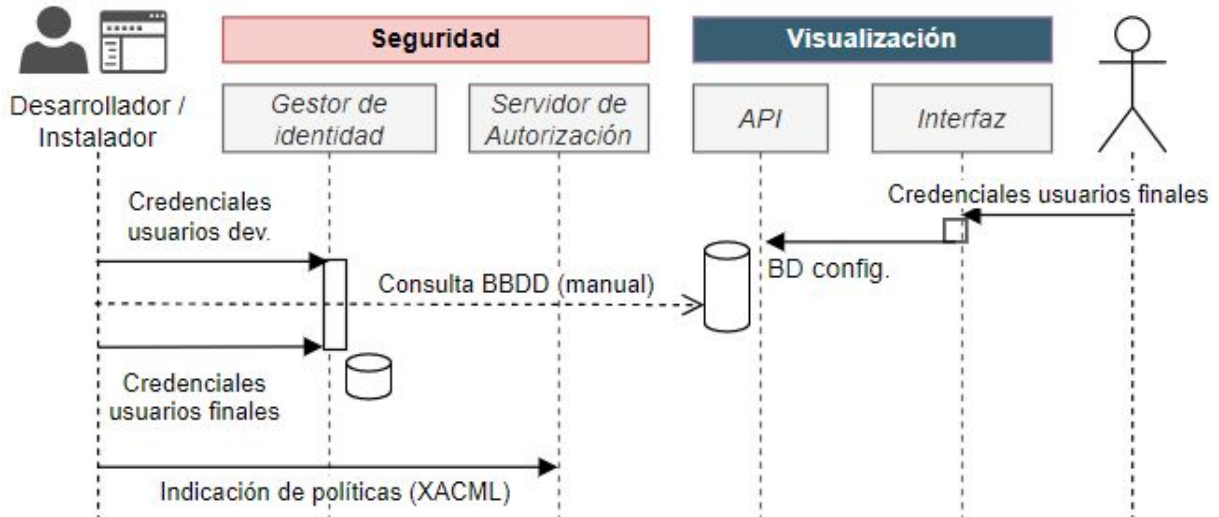 Seguridad
Visualización
Desarrollador /
Instalador
Gestor de
identidad
Servidor de
Autorización
API
Interfaz
Credenciales
usuarios dev.
Credenciales usuarios finales
BD config.
Consulta BBDD (manual)
Credenciales
usuarios finales
Indicación de políticas (XACML)